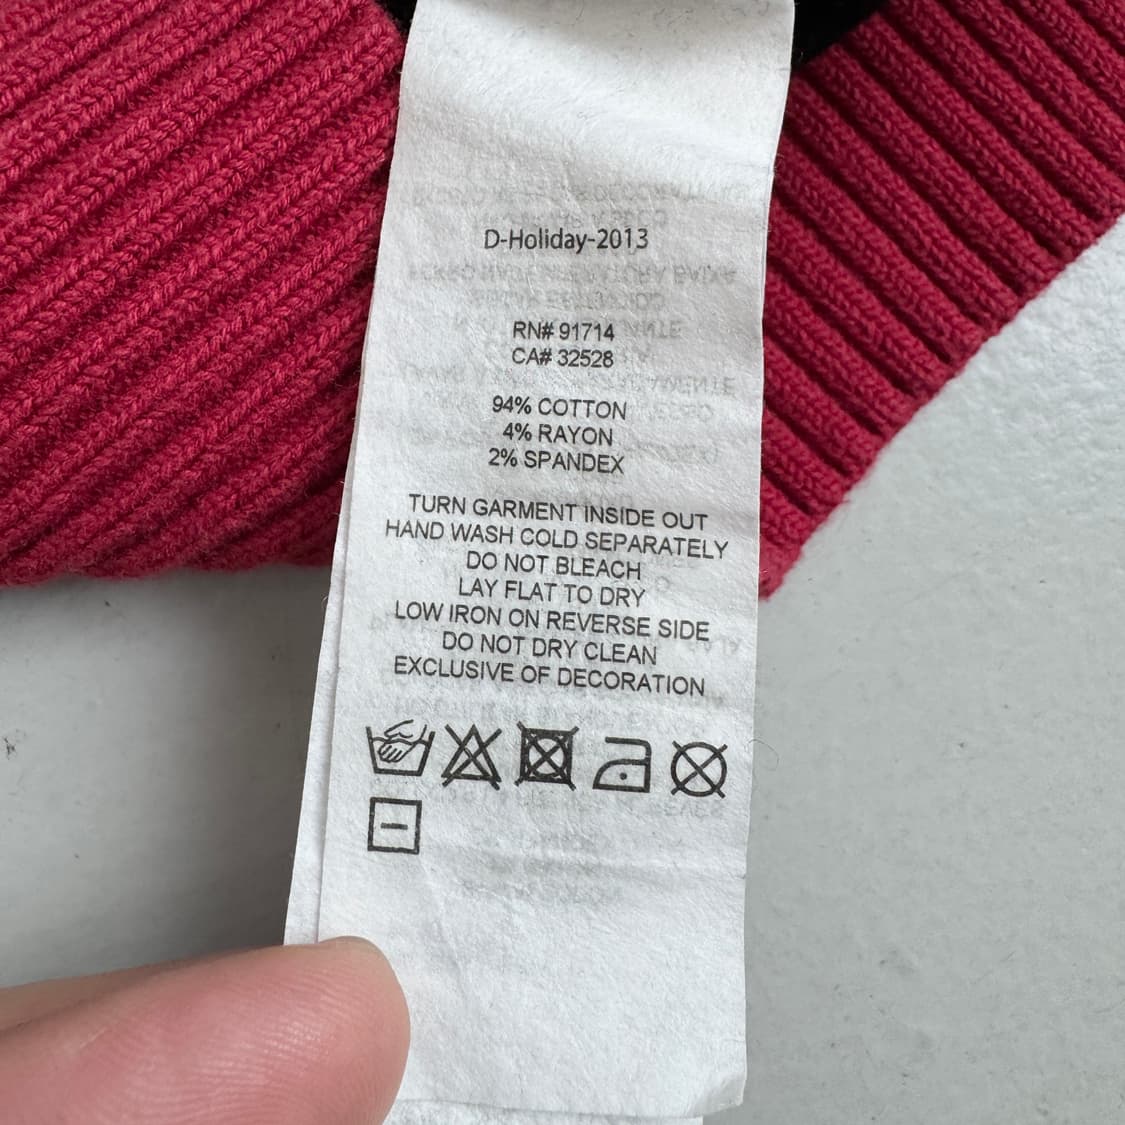 D-Holiday-2013
RN# 91714
CA# 32528
94% COTTON
4% RAYON
2% SPANDEX
TURN GARMENT INSIDE OUT
HAND WASH COLD SEPARATELY
DO NOT BLEACH
LAY FLAT TO DRY
LOW IRON ON REVERSE SIDE
DO NOT DRY CLEAN
EXCLUSIVE OF DECORATION